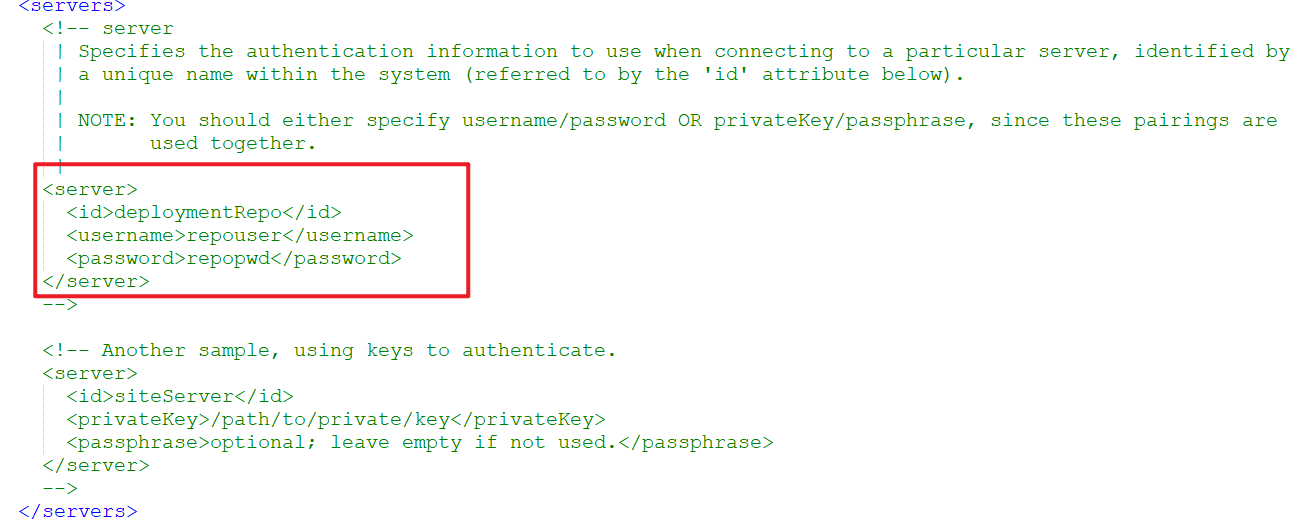 <servers>
<!-- server
| Specifies the authentication information to use when connecting to a particular server, identified by
| a unique name within the system (referred to by the 'id' attribute below).
|
| NOTE: You should either specify username/password OR privateKey/passphrase, since these pairings are
|       used together.
|
<server>
<id>deploymentRepo</id>
<username>repouser</username>
<password>repopwd</password>
</server>
-->
<!-- Another sample, using keys to authenticate.
<server>
<id>siteServer</id>
<privateKey>/path/to/private/key</privateKey>
<passphrase>optional; leave empty if not used.</passphrase>
</server>
-->
</servers>